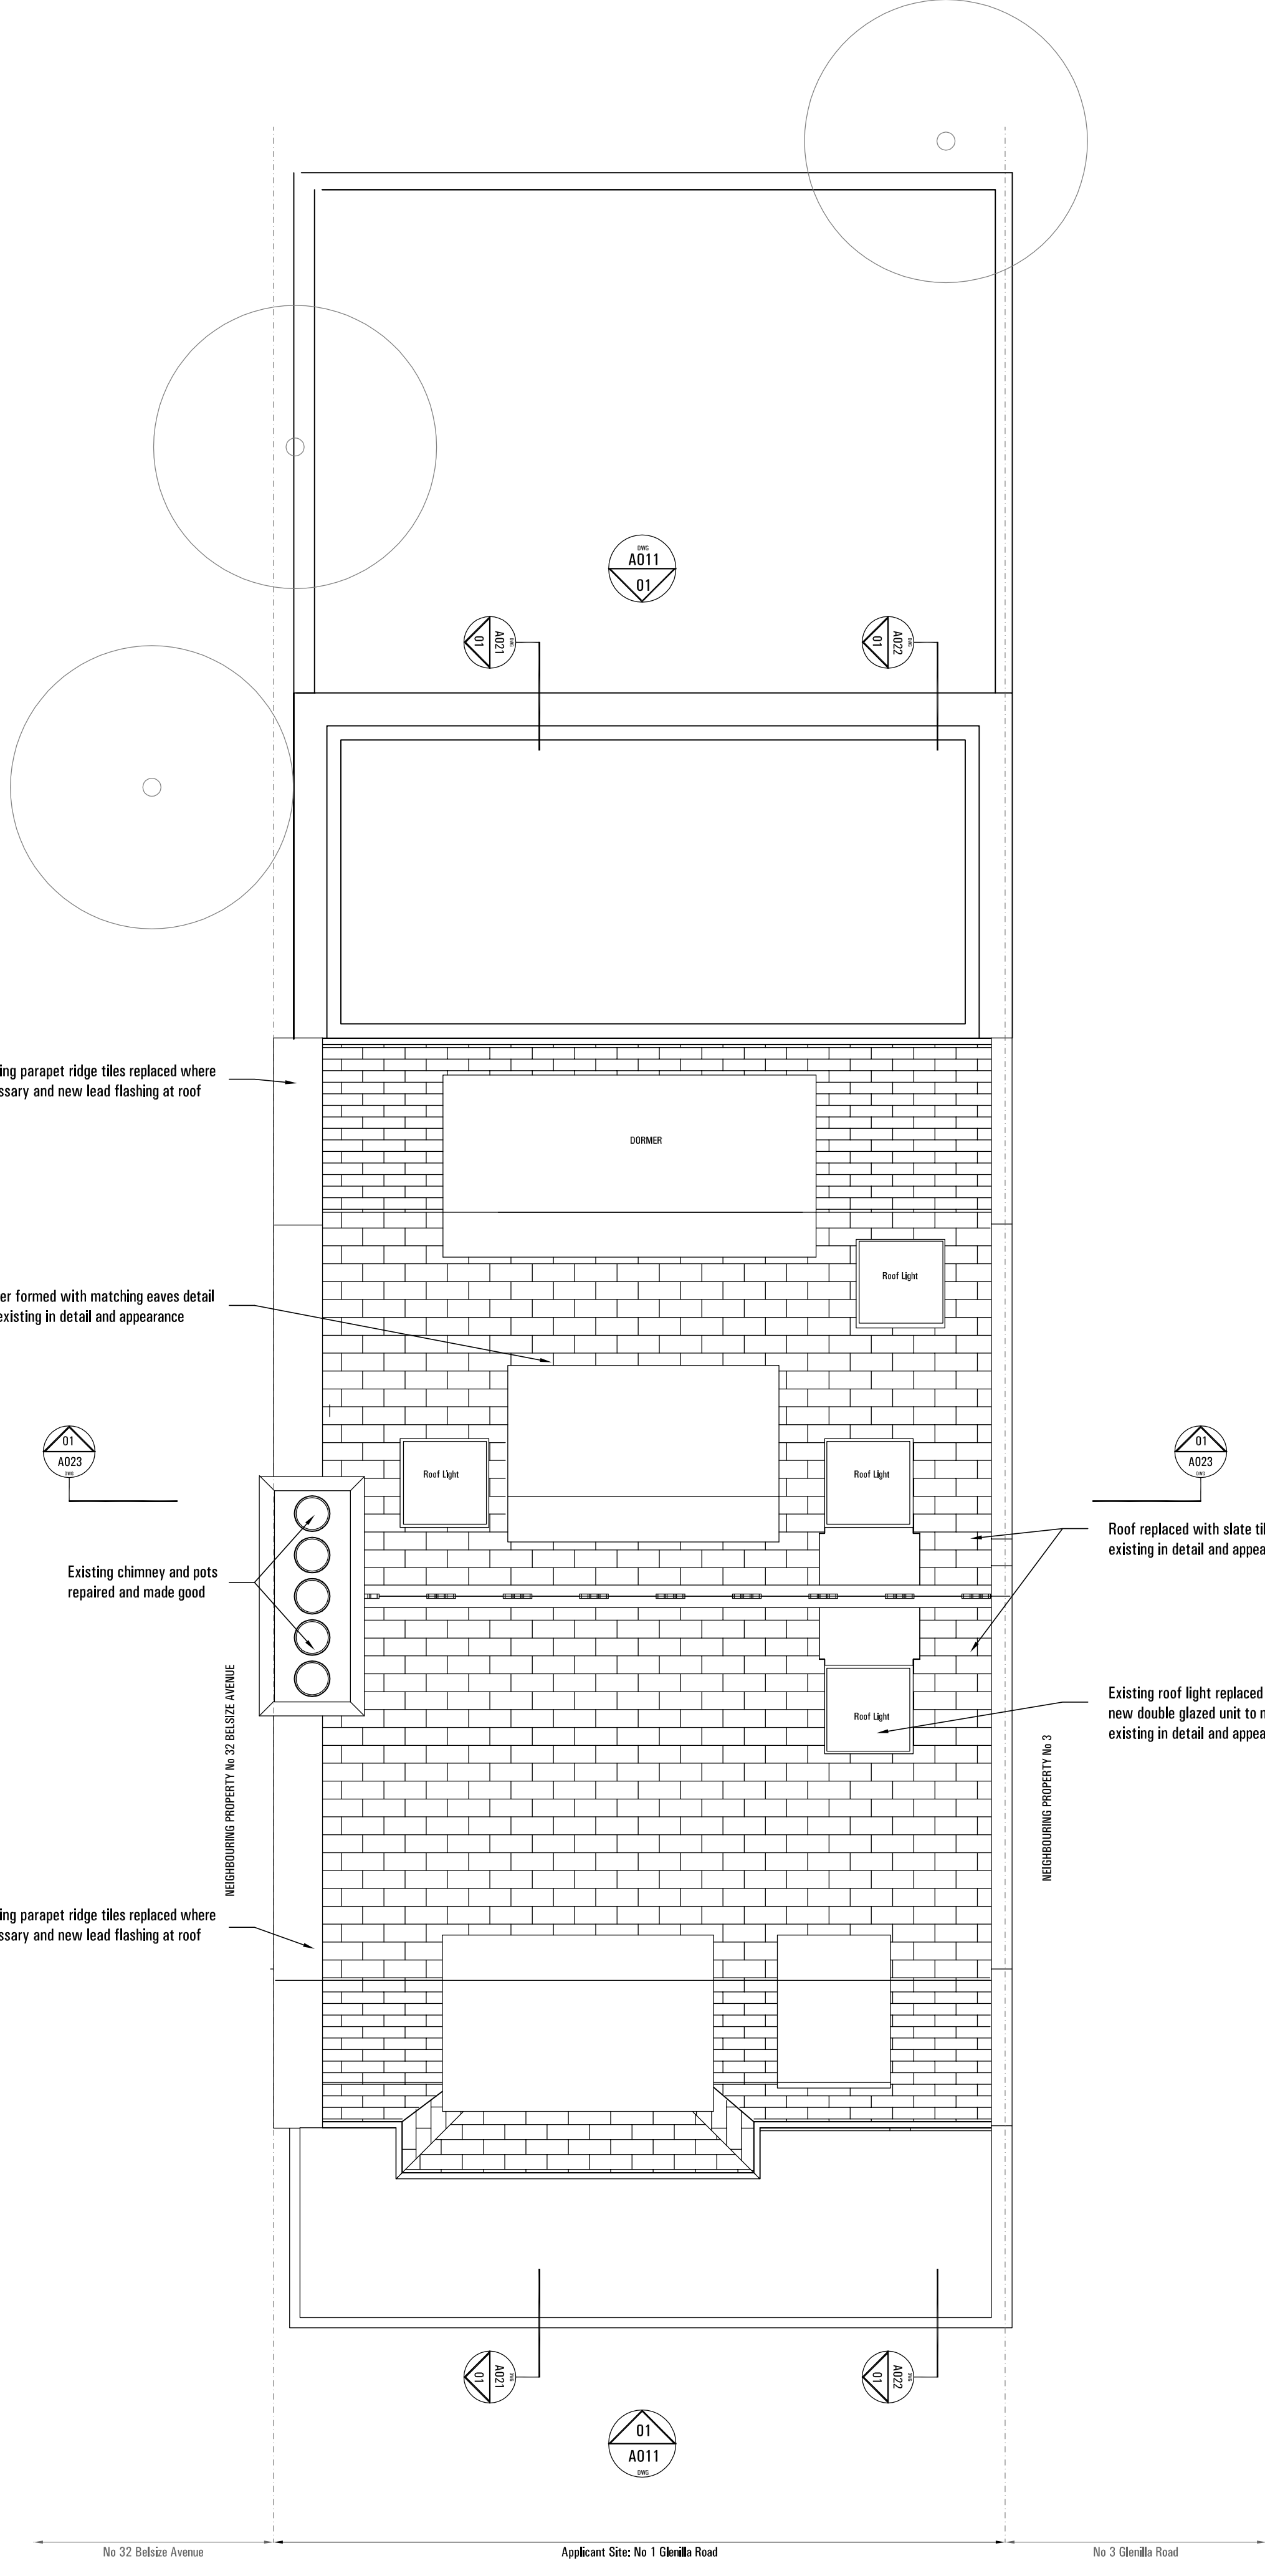 DWG
A011
01
A021
01
DWG
A022
01
DWG
ing parapet ridge tiles replaced where
ssary and new lead flashing at roof
DORMER
Roof Light
er formed with matching eaves detail
existing in detail and appearance
01
A023
DWG
01
A023
DWG
Roof Light
Roof Light
Roof replaced with slate til
existing in detail and appea
Existing chimney and pots
repaired and made good
NEIGHBOURING PROPERTY No 32 BELSIZE AVENUE
Existing roof light replaced
new double glazed unit to
existing in detail and appea
Roof Light
NEIGHBOURING PROPERTY No 3
ing parapet ridge tiles replaced where
ssary and new lead flashing at roof
A021
01
DWG
A022
01
DWG
01
A011
DWG
No 32 Belsize Avenue
Applicant Site: No 1 Glenilla Road
No 3 Glenilla Road